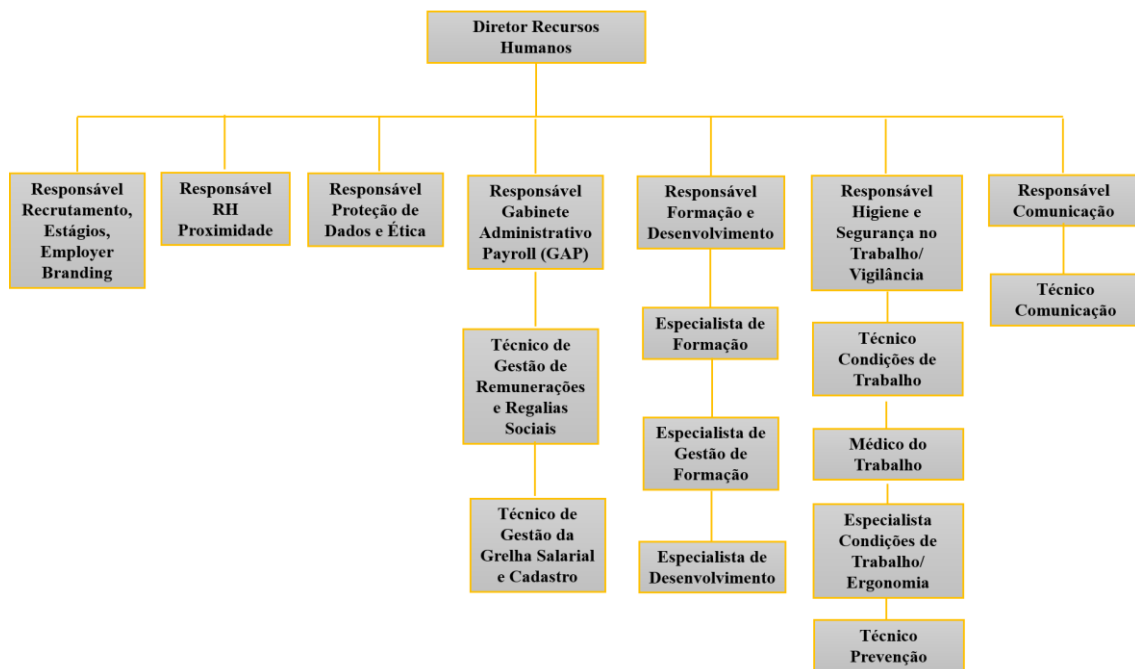 Diretor Recursos
Humanos
Responsável
Recrutamento,
Estágios,
Employer
Branding
Responsável
RH
Proximidade
Responsável
Proteção de
Dados e Ética
Responsável
Gabinete
Administrativo
Payroll (GAP)
Responsável
Formação e
Desenvolvimento
Responsável
Higiene e
Segurança no
Trabalho/
Vigilância
Responsável
Comunicação
Técnico de
Gestão de
Remunerações
e Regalias
Sociais
Especialista de
Formação
Técnico
Condições de
Trabalho
Técnico
Comunicação
Especialista de
Gestão de
Formação
Médico do
Trabalho
Técnico de
Gestão da
Grelha Salarial
e Cadastro
Especialista de
Desenvolvimento
Especialista
Condições de
Trabalho/
Ergonomia
Técnico
Prevenção